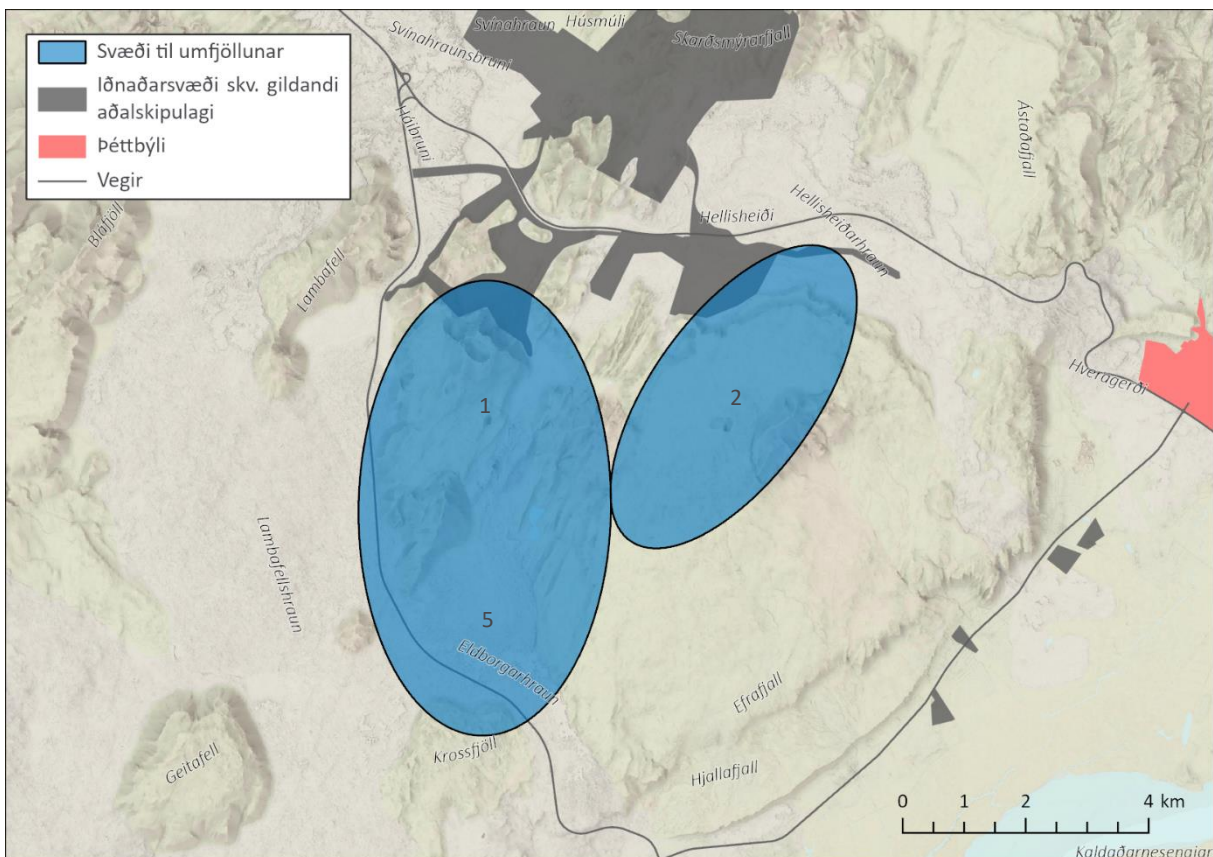 Svæði til umfjöllunar
Iðnaðarsvæði skv. gildandi
aðalskipulagi
Þéttbýli
Vegir
Svínahraun
Húsmúli
Skarðsmýrarfjall
Svínahraunsbruni
Háibruni
Ástaðafjall
Bláfjöll
Lambafell
Hellisheiði
Hellisheiðarhraun
Hveragerði
1
2
Lambafellshraun
5
Eldborgarhraun
Efrafjall
Krossfjöll
Hjallafjall
Geitafell
0 1 2 4 km
Kaldaðarnesengjar